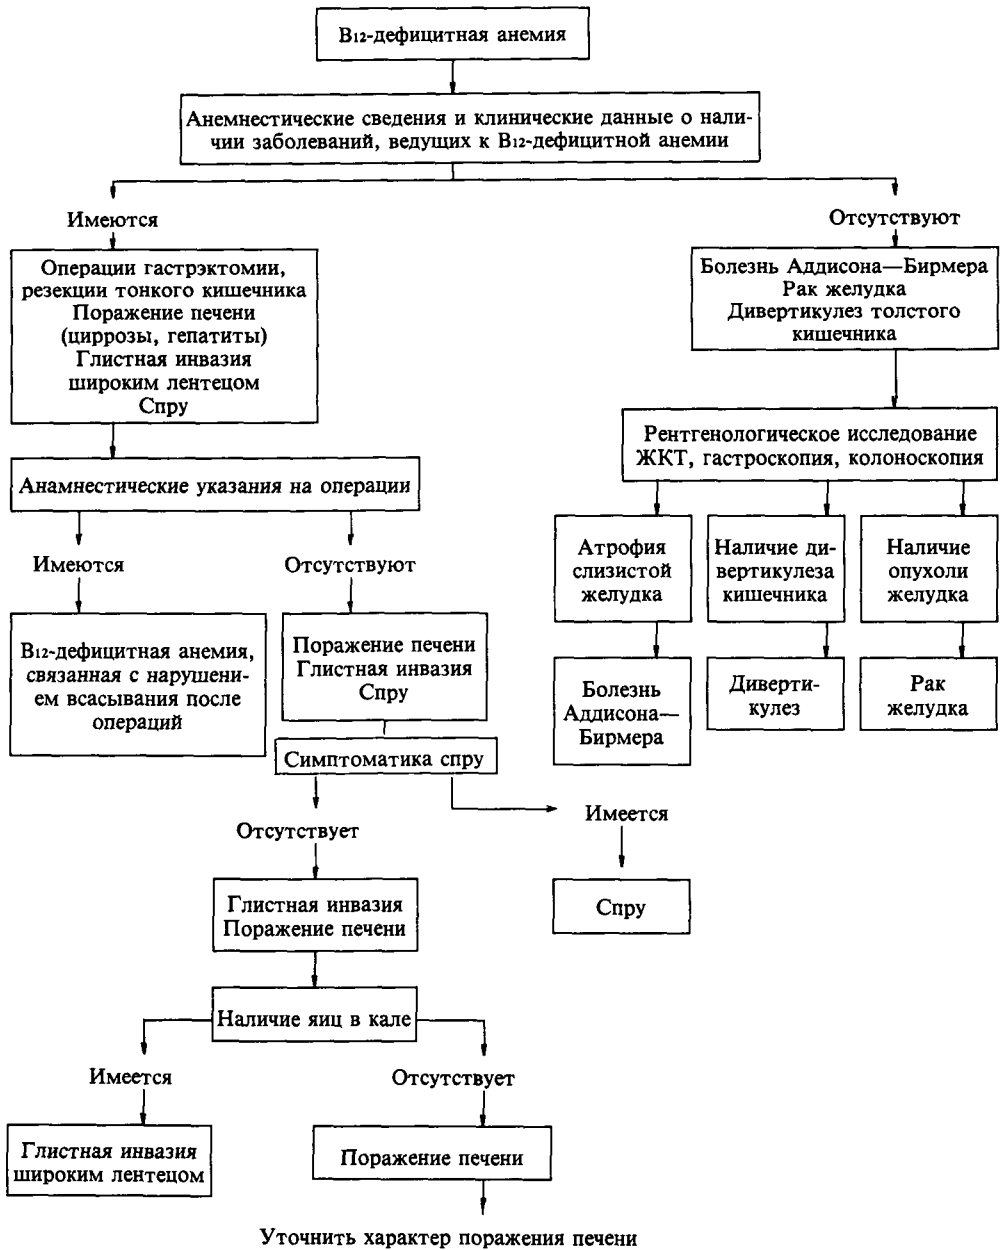 B12-дефицитная анемия
Анемнестические сведения и клинические данные о нали-
чии заболеваний, ведущих к B12-дефицитной анемии
Имеются
Отсутствуют
Операции гастрэктомии,
резекции тонкого кишечника
Поражение печени
(циррозы, гепатиты)
Глистная инвазия
широким лентецом
Спру
Болезнь Аддисона—Бирмера
Рак желудка
Дивертикулез толстого
кишечника
Рентгенологическое исследование
ЖКТ, гастроскопия, колоноскопия
Анамнестические указания на операции
Имеются
Отсутствуют
Атрофия
слизистой
желудка
Наличие ди-
вертикулеза
кишечника
Наличие
опухоли
желудка
B12-дефицитная анемия,
связанная с нарушени-
ем всасывания после
операций
Поражение печени
Глистная инвазия
Спру
Болезнь
Аддисона—
Бирмера
Диверти-
кулез
Рак
желудка
Симптоматика спру
Отсутствует
Имеется
Глистная инвазия
Поражение печени
Спру
Наличие яиц в кале
Имеется
Отсутствует
Глистная инвазия
широким лентецом
Поражение печени
Уточнить характер поражения печени